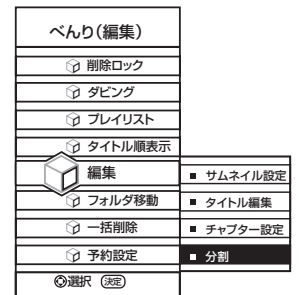 べんり(編集)
削除ロック
ダビング
プレイリスト
タイトル順表示
編集
サムネイル設定
フォルダ移動
タイトル編集
一括削除
チャプター設定
予約設定
分割
選択 決定